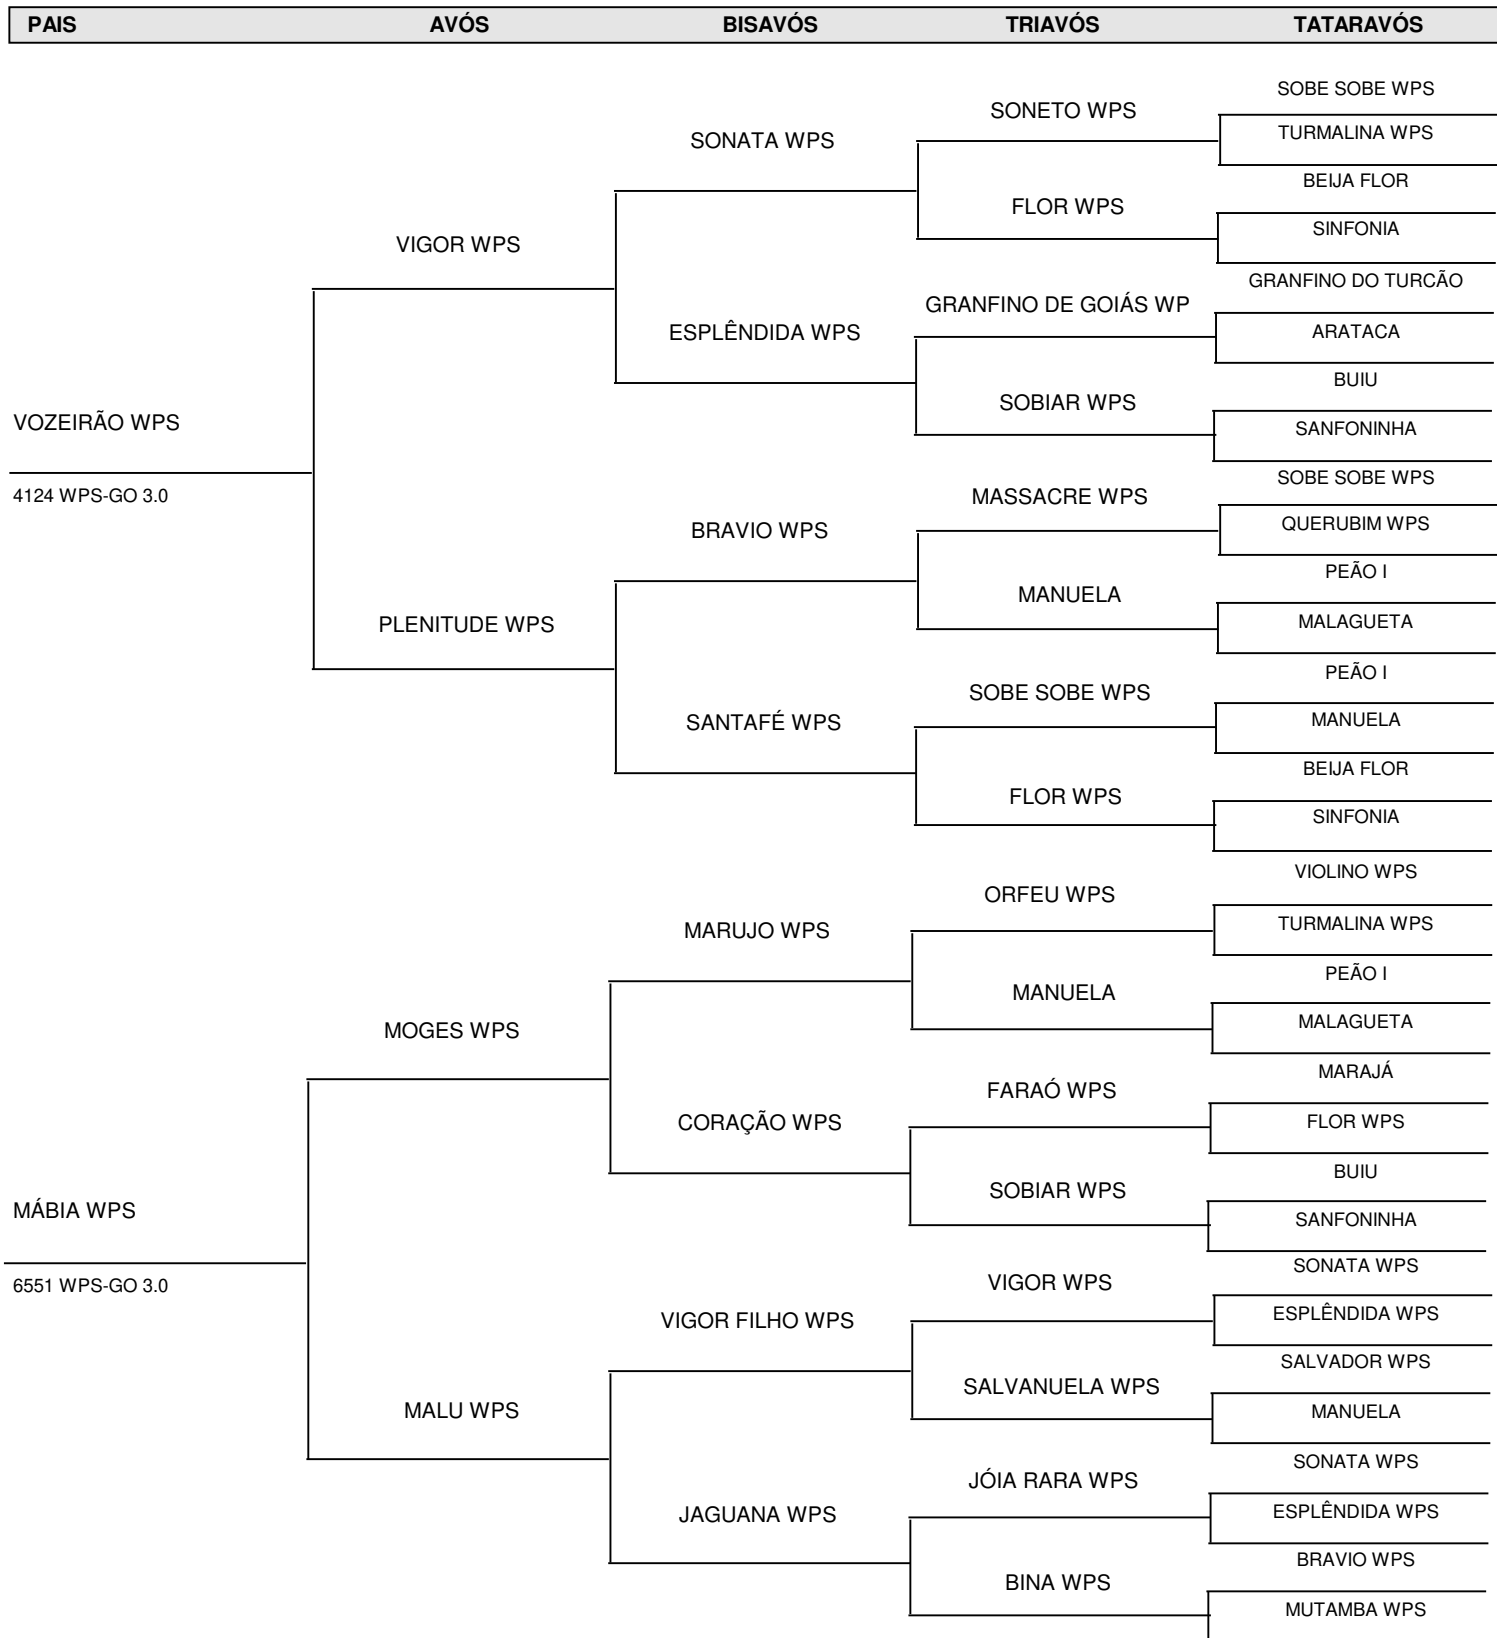 PAIS AVÓS BISAVÓS TRIAVÓS TATARAVÓS
SOBE SOBE WPS
SONETO WPS
TURMALINA WPS
SONATA WPS
BEIJA FLOR
FLOR WPS
SINFONIA
VIGOR WPS
GRANFINO DO TURCÃO
GRANFINO DE GOIÁS WP
ARATACA
ESPLÊNDIDA WPS
BUIU
SOBIAR WPS
VOZEIRÃO WPS
SANFONINHA
SOBE SOBE WPS
4124 WPS-GO 3.0
MASSACRE WPS
QUERUBIM WPS
BRAVIO WPS
PEÃO I
MANUELA
MALAGUETA
PLENITUDE WPS
PEÃO I
SOBE SOBE WPS
MANUELA
SANTAFÉ WPS
BEIJA FLOR
FLOR WPS
SINFONIA
VIOLINO WPS
ORFEU WPS
TURMALINA WPS
MARUJO WPS
PEÃO I
MANUELA
MALAGUETA
MOGES WPS
MARAJÁ
FARAÓ WPS
FLOR WPS
CORAÇÃO WPS
BUIU
SOBIAR WPS
MÁBIA WPS
SANFONINHA
SONATA WPS
6551 WPS-GO 3.0
VIGOR WPS
ESPLÊNDIDA WPS
VIGOR FILHO WPS
SALVADOR WPS
SALVANUELA WPS
MALU WPS
MANUELA
SONATA WPS
JÓIA RARA WPS
ESPLÊNDIDA WPS
JAGUANA WPS
BRAVIO WPS
BINA WPS
MUTAMBA WPS